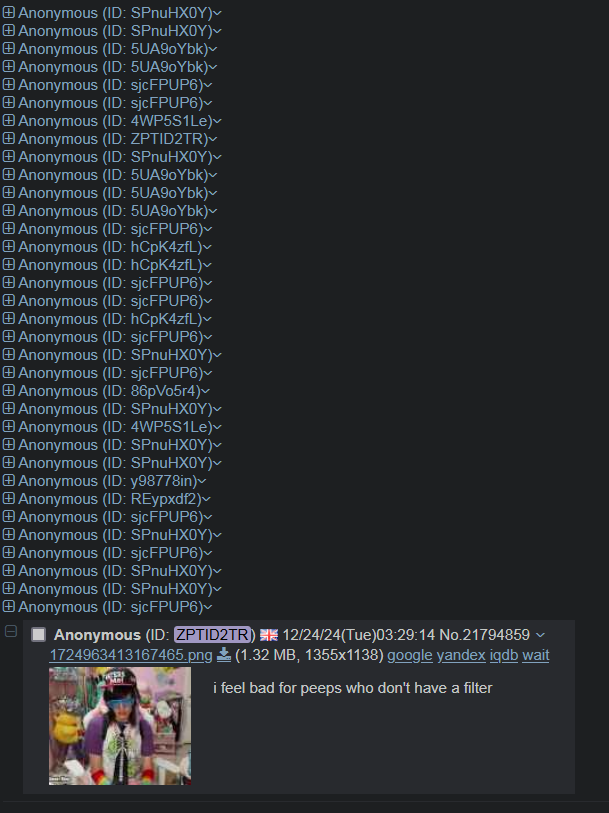 Anonymous (ID: SPnuHX0Y)
Anonymous (ID: SPnuHX0Y)
Anonymous (ID: 5UA9oYbk)
Anonymous (ID: 5UA9oYbk)
Anonymous (ID: sjcFPUP6)
Anonymous (ID: sjcFPUP6)
Anonymous (ID: 4WP5S1Le)
Anonymous (ID: ZPTID2TR)
Anonymous (ID: SPnuHX0Y)
Anonymous (ID: 5UA9oYbk)
Anonymous (ID: 5UA9oYbk)
Anonymous (ID: 5UA9oYbk)
Anonymous (ID: sjcFPUP6)
Anonymous (ID: hCpK4zfL)
Anonymous (ID: hCpK4zfL)
Anonymous (ID: sjcFPUP6)
Anonymous (ID: sjcFPUP6)
Anonymous (ID: hCpK4zfL)
Anonymous (ID: sjcFPUP6)
Anonymous (ID: SPnuHX0Y)
Anonymous (ID: sjcFPUP6)
Anonymous (ID: 86pVo5r4)
Anonymous (ID: SPnuHX0Y)
Anonymous (ID: 4WP5S1Le)
Anonymous (ID: SPnuHX0Y)
Anonymous (ID: SPnuHX0Y)
Anonymous (ID: y98778in)
Anonymous (ID: REypxdf2)
Anonymous (ID: sjcFPUP6)
Anonymous (ID: SPnuHX0Y)
Anonymous (ID: sjcFPUP6)
Anonymous (ID: SPnuHX0Y)
Anonymous (ID: SPnuHX0Y)
Anonymous (ID: sjcFPUP6)
Anonymous (ID: ZPTID2TR) 12/24/24(Tue)03:29:14 No.21794859
1724963413167465.png (1.32 MB, 1355x1138) google yandex iqdb wait
i feel bad for peeps who don't have a filter